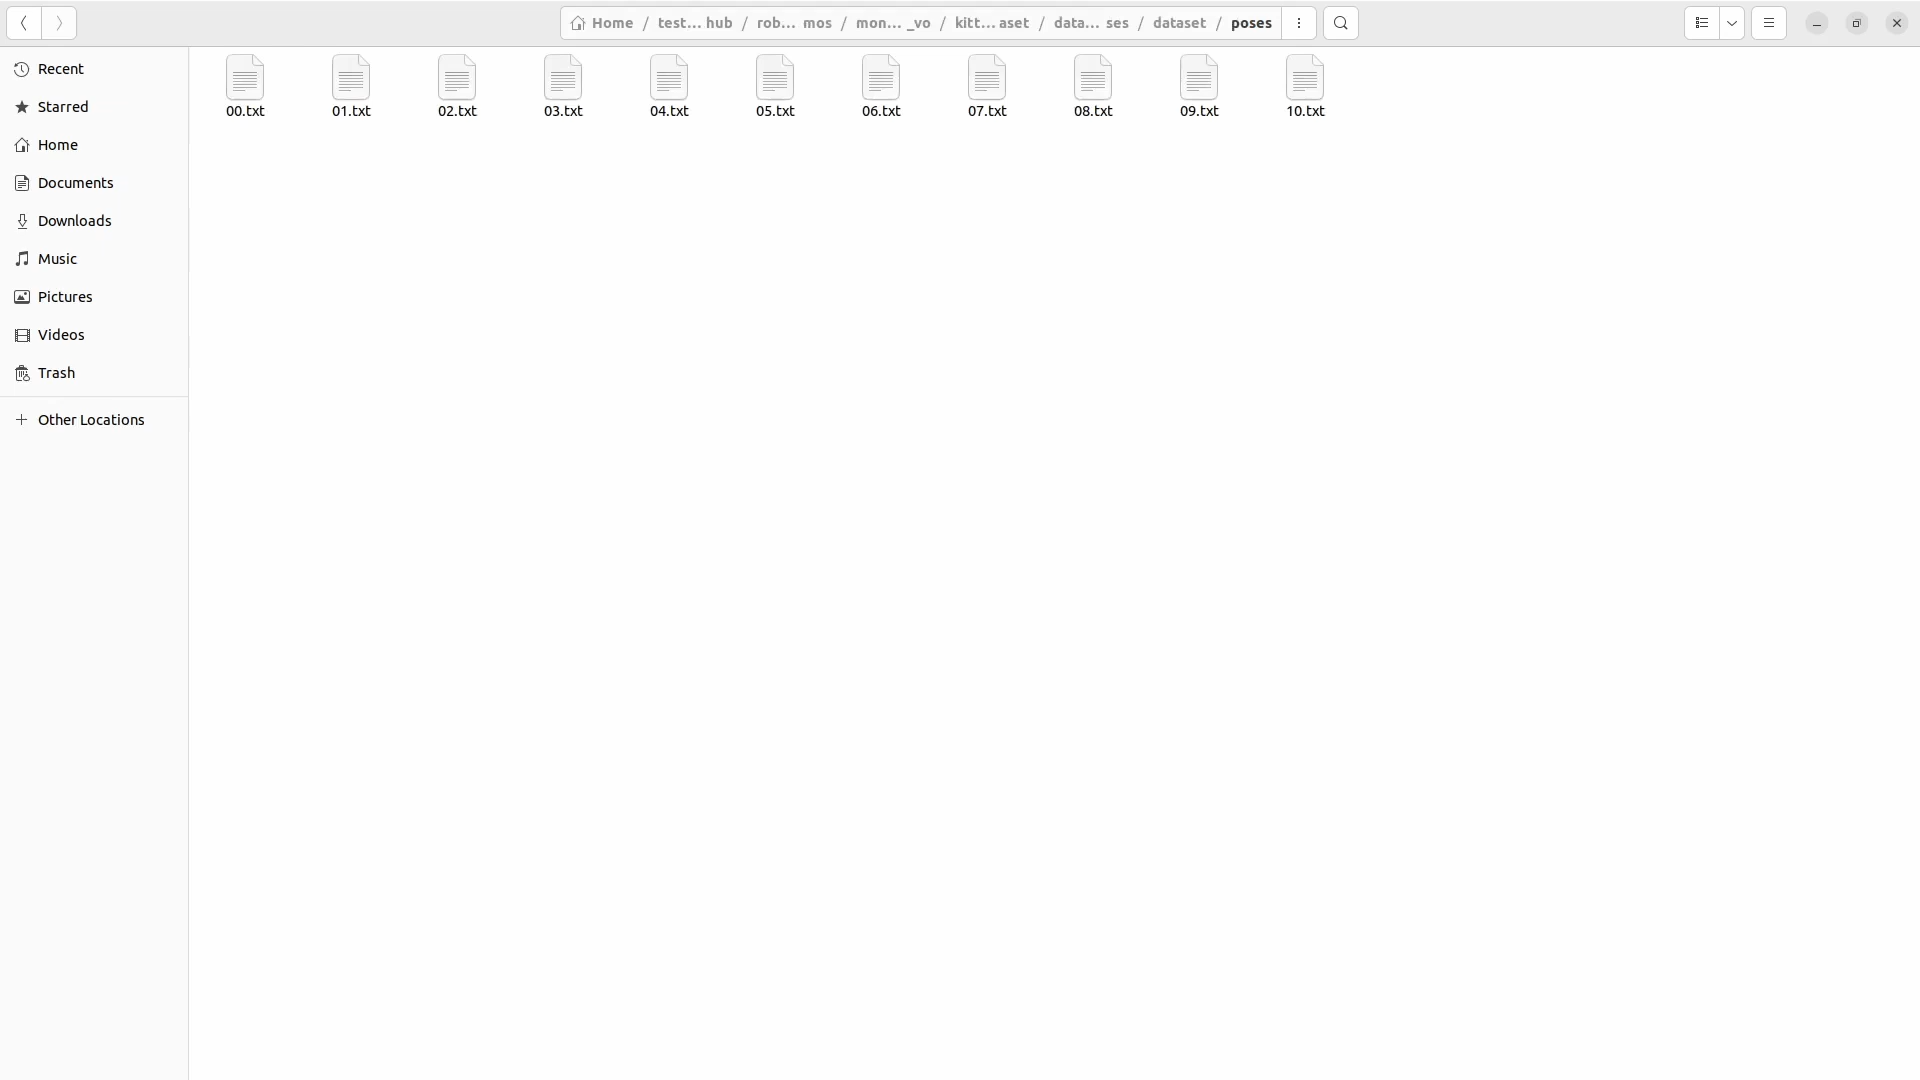 Home / test... hub / rob... mos / mon... _vo / kitt... aset / data... ses / dataset / poses
Recent
Starred
Home
Documents
Downloads
Music
Pictures
Videos
Trash
Other Locations
00.txt 01.txt 02.txt 03.txt 04.txt 05.txt 06.txt 07.txt 08.txt 09.txt 10.txt